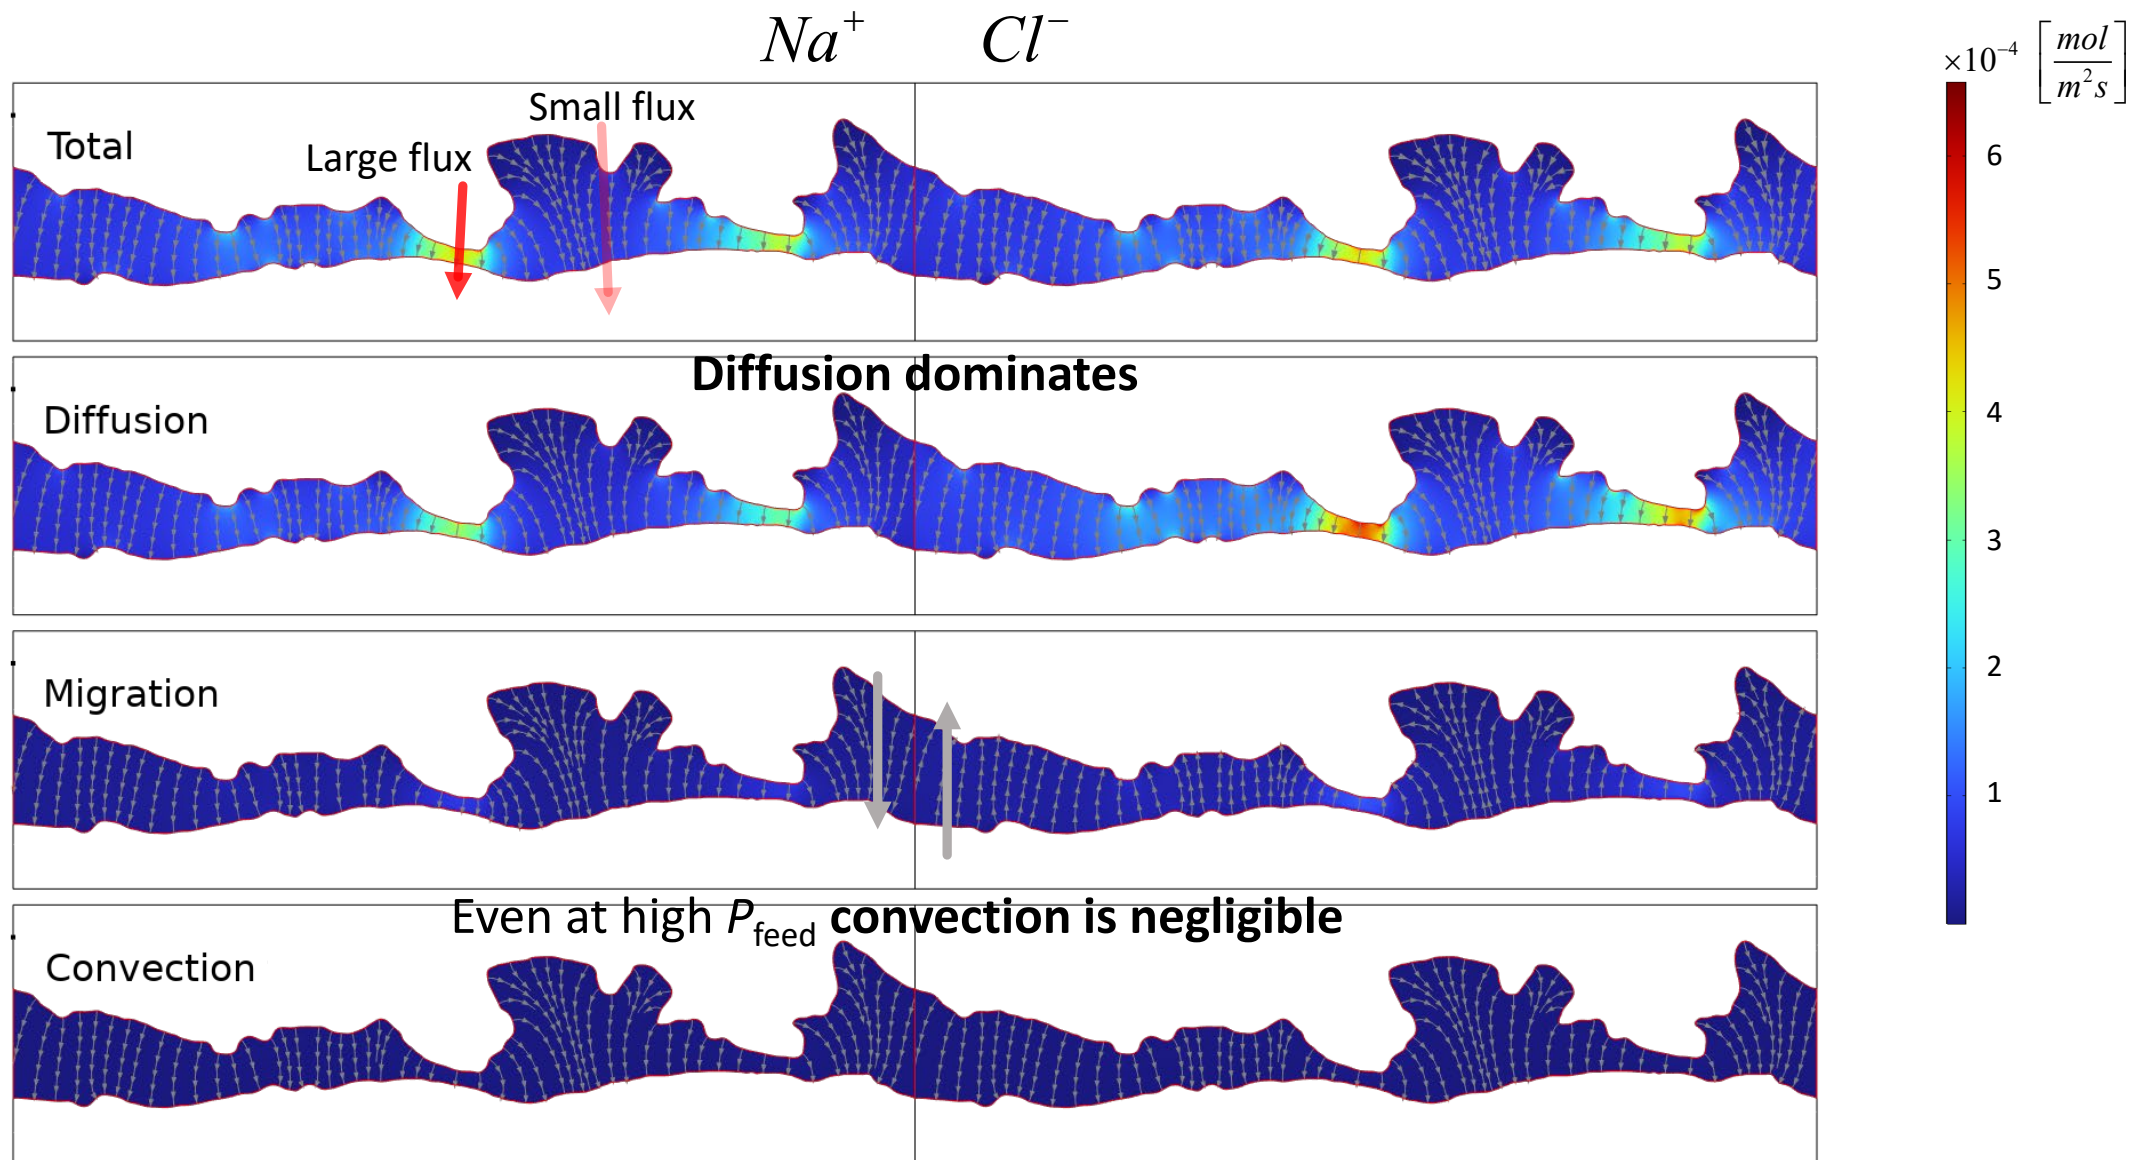 Na⁺ Cl⁻
×10⁻⁴ [mol/m²s]
Total
Large flux
Small flux
6
5
4
3
2
1
Diffusion dominates
Diffusion
Migration
Even at high P_feed convection is negligible
Convection